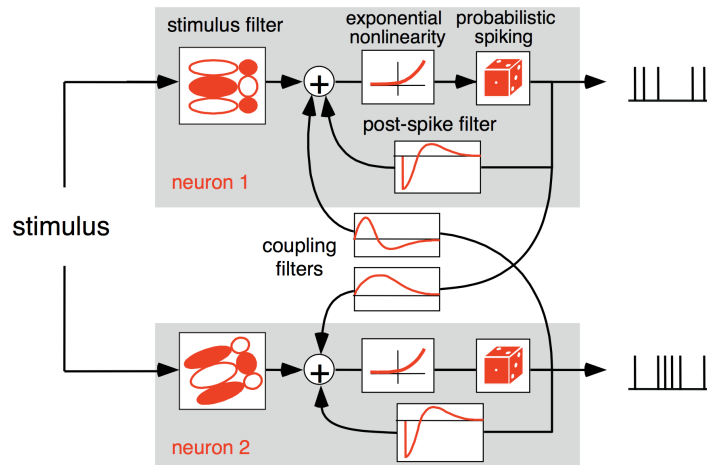 stimulus filter
exponential
nonlinearity
probabilistic
spiking
+
post-spike filter
neuron 1
stimulus
coupling
filters
+
neuron 2